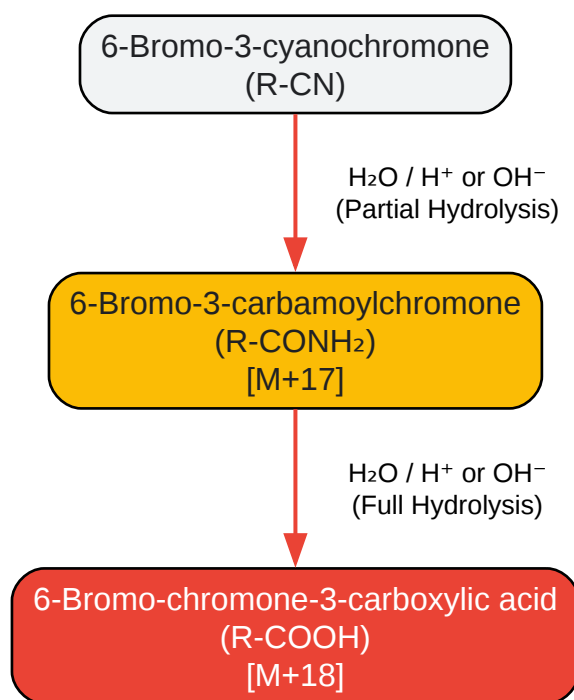 6-Bromo-3-cyanochromone
(R-CN)
H₂O / H⁺ or OH⁻
(Partial Hydrolysis)
6-Bromo-3-carbamoylchromone
(R-CONH₂)
[M+17]
H₂O / H⁺ or OH⁻
(Full Hydrolysis)
6-Bromo-chromone-3-carboxylic acid
(R-COOH)
[M+18]